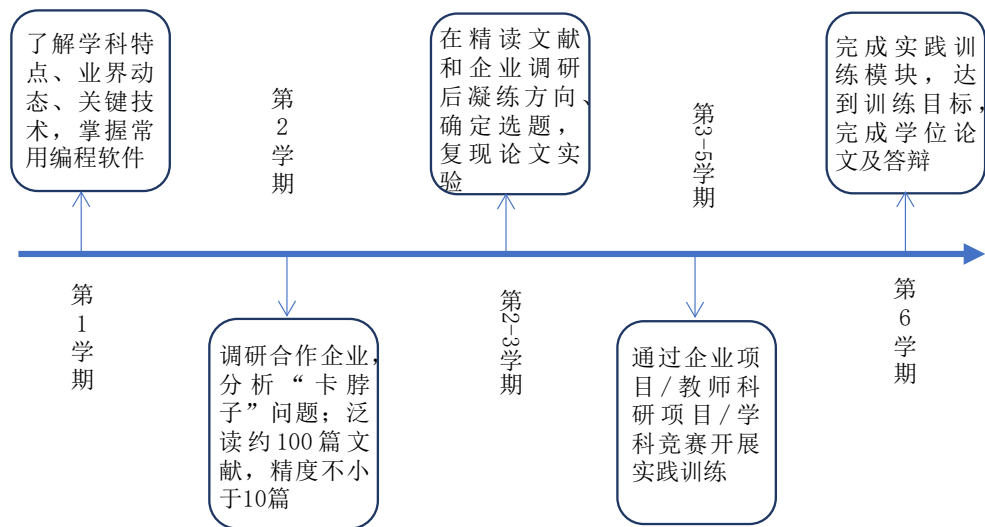 了解学科特
点、业界动
态、关键技
术，掌握常
用编程软件
第
2
学
期
在精读文献
和企业调研
后凝练方向、
确定选题，
复现论文实
验
第
3-5
学
期
完成实践训
练模块，达
到训练目标，
完成学位论
文及答辩
第
1
学
期
调研合作企业，
分析“卡脖
子”问题；泛
读约100篇文
献，精度不小
于10篇
第
2-3
学
期
通过企业项
目/教师科
研项目/学
科竞赛开展
实践训练
第
6
学
期